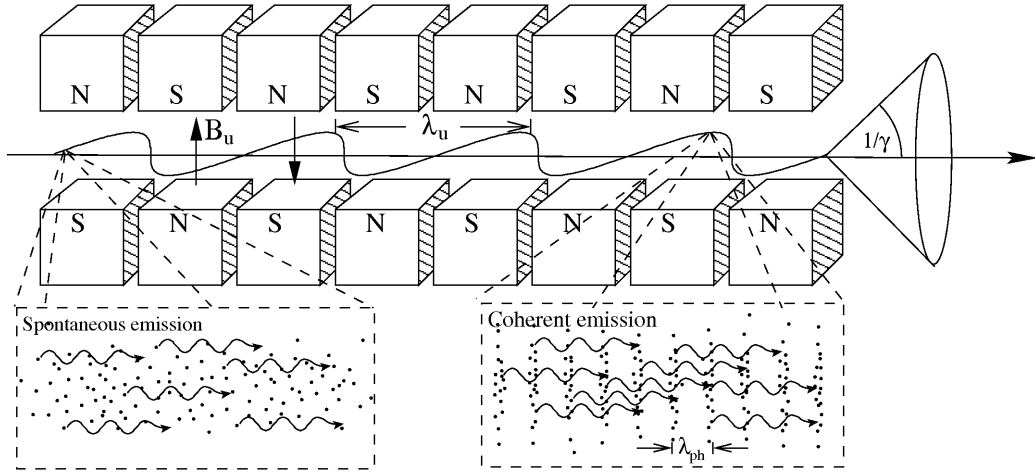 N S N S N S N S
B_u λ_u 1/γ
S N S N S N S N
Spontaneous emission
Coherent emission
λ_ph